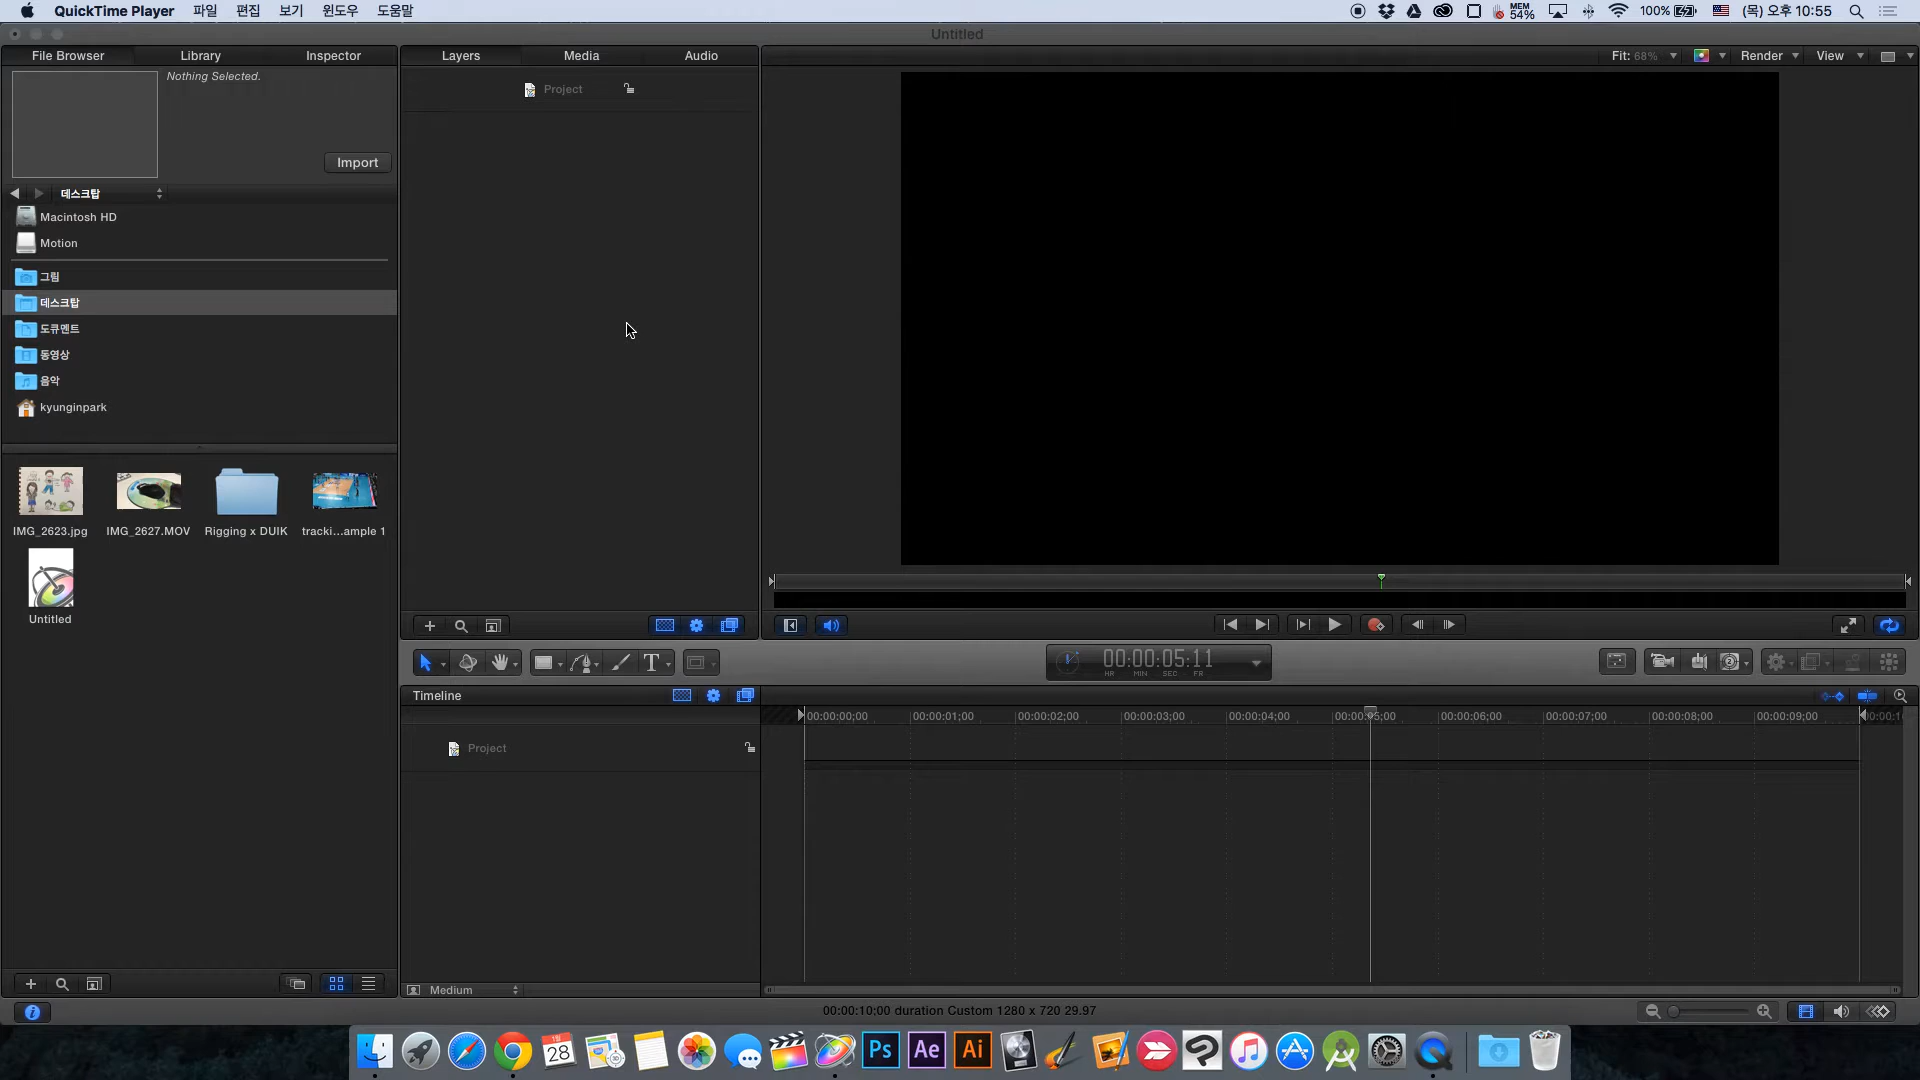 QuickTime Player 파일 편집 보기 윈도우 도움말
MEM 54% 100% (목) 오후 10:55
Untitled
File Browser Library Inspector
Layers Media Audio
Fit: 68% Render View
Nothing Selected.
Project
Import
데스크탑
Macintosh HD
Motion
그림
데스크탑
도큐멘트
동영상
음악
kyunginpark
IMG_2623.jpg IMG_2627.MOV Rigging x DUIK tracki...ample 1
Untitled
T
00:00:05:11
HR MIN SEC FR
Timeline
00:00:00;00 00:00:01;00 00:00:02;00 00:00:03;00 00:00:04;00 00:00:05;00 00:00:06;00 00:00:07;00 00:00:08;00 00:00:09;00
Project
Medium
00:00:10;00 duration Custom 1280 x 720 29.97
28 Ps Ae Ai